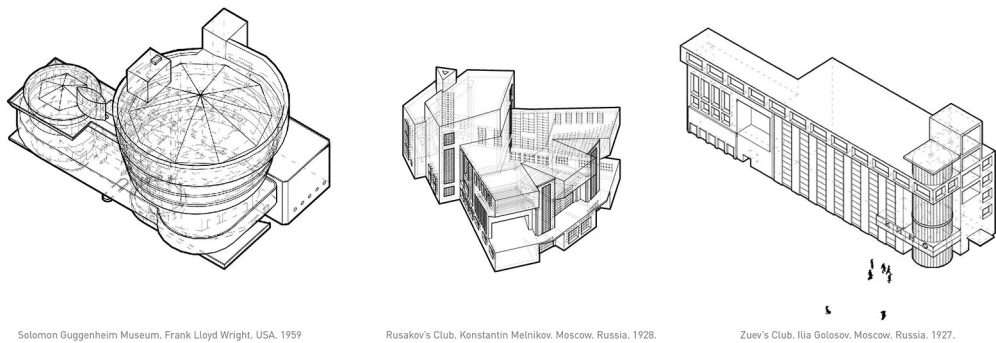 Solomon Guggenheim Museum. Frank Lloyd Wright. USA. 1959
Rusakov's Club. Konstantin Melnikov. Moscow. Russia. 1928.
Zuev's Club. Ilia Golosov. Moscow. Russia. 1927.